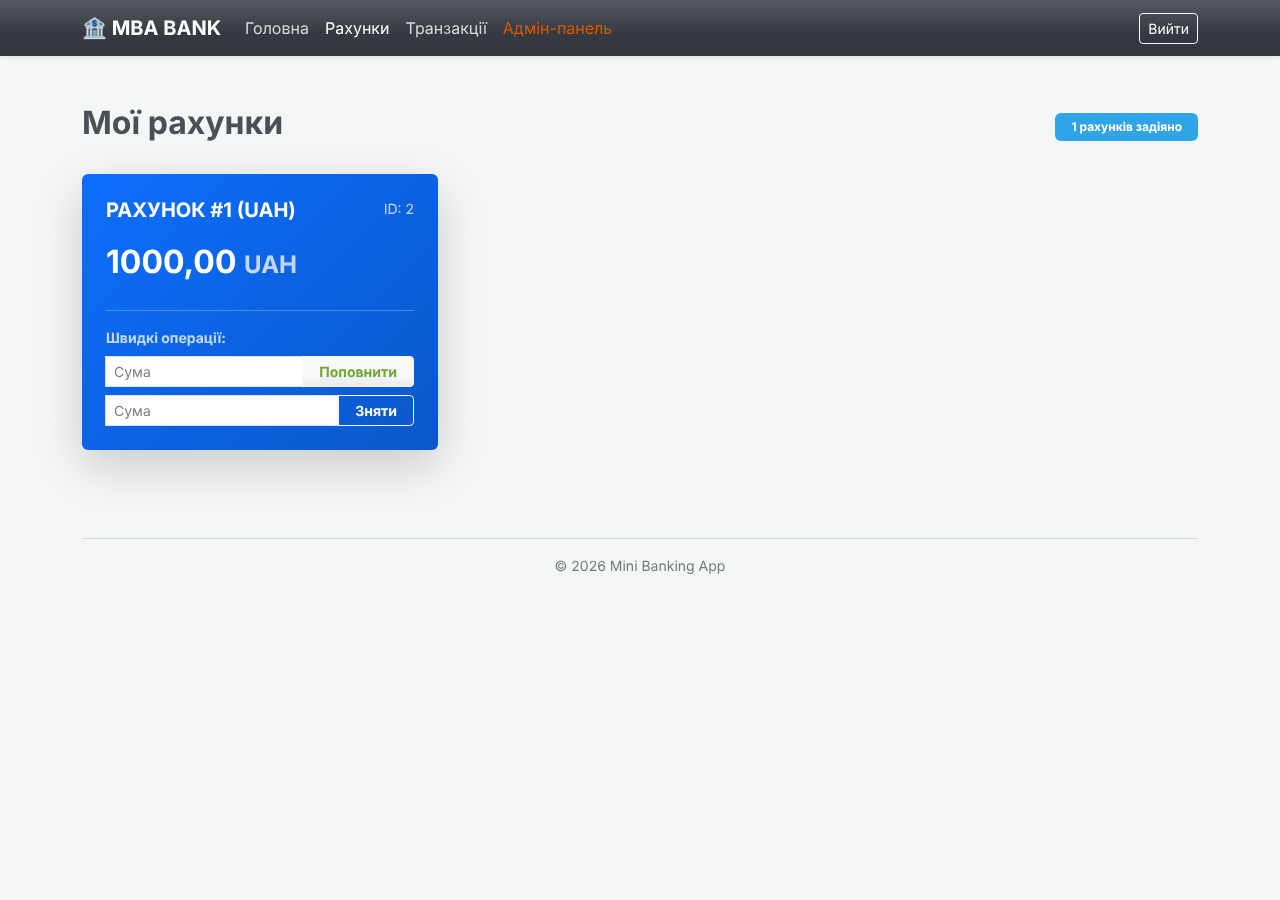 MBA BANK Головна Рахунки Транзакції Адмін-панель Вийти
Мої рахунки
1 рахунків задіяно
РАХУНОК #1 (UAH) ID: 2
1000,00 UAH
Швидкі операції:
Сума Поповнити
Сума Зняти
© 2026 Mini Banking App